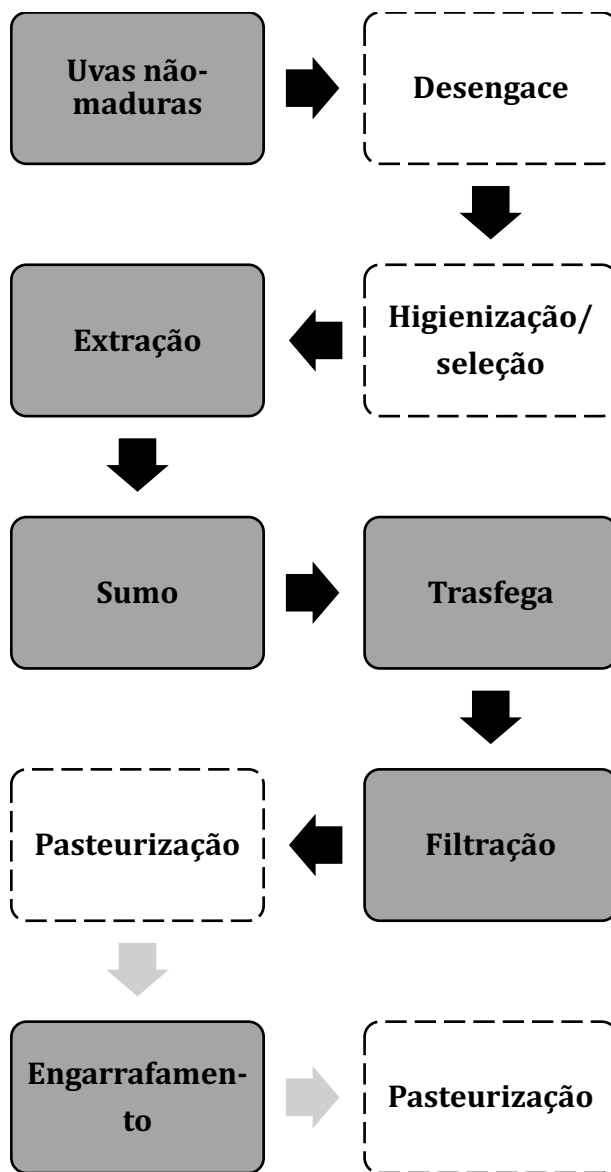 Uvas não-
maduras
Desengace
Higienização/
seleção
Extração
Sumo
Trasfega
Filtração
Pasteurização
Engarrafamen-
to
Pasteurização